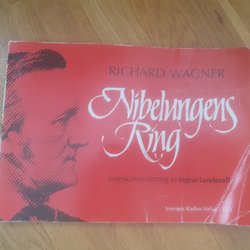 RICHARD WAGNER
Nibelungens
Ring
Svensk översättning av Ingvar Lundevall
Sveriges Radios förlag